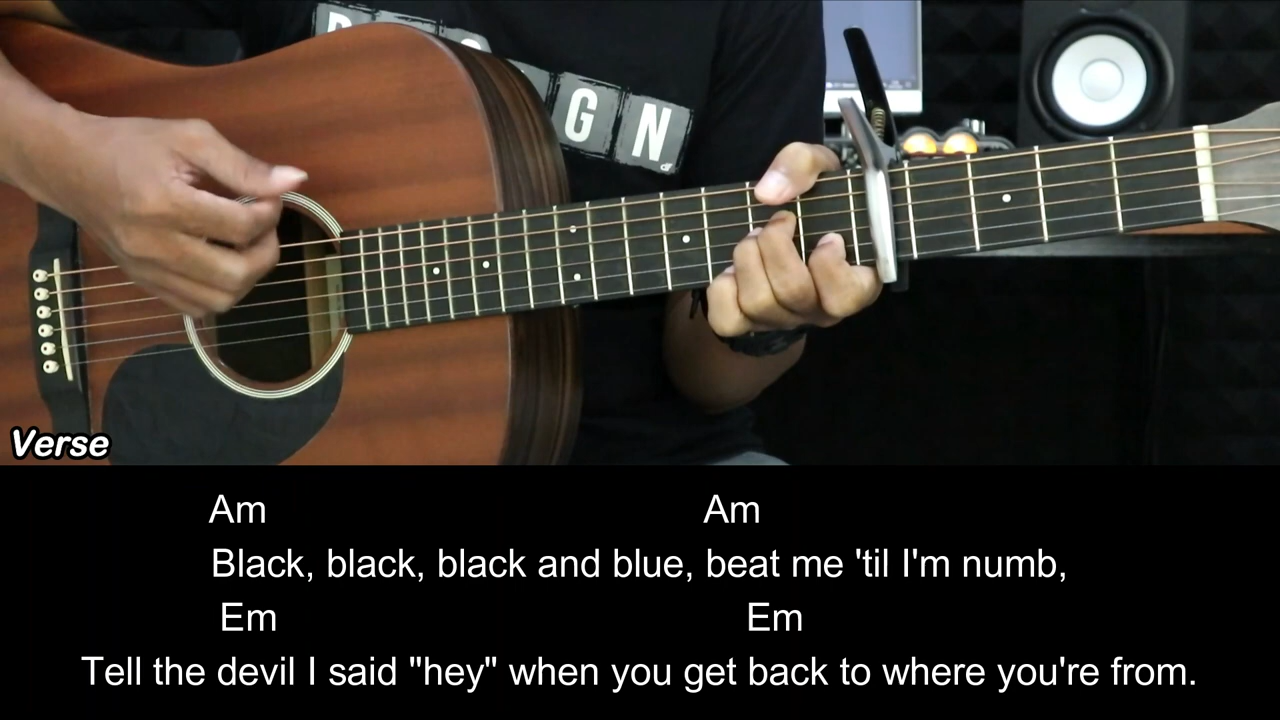 G N
Verse
Am Am
Black, black, black and blue, beat me 'til I'm numb,
Em Em
Tell the devil I said "hey" when you get back to where you're from.